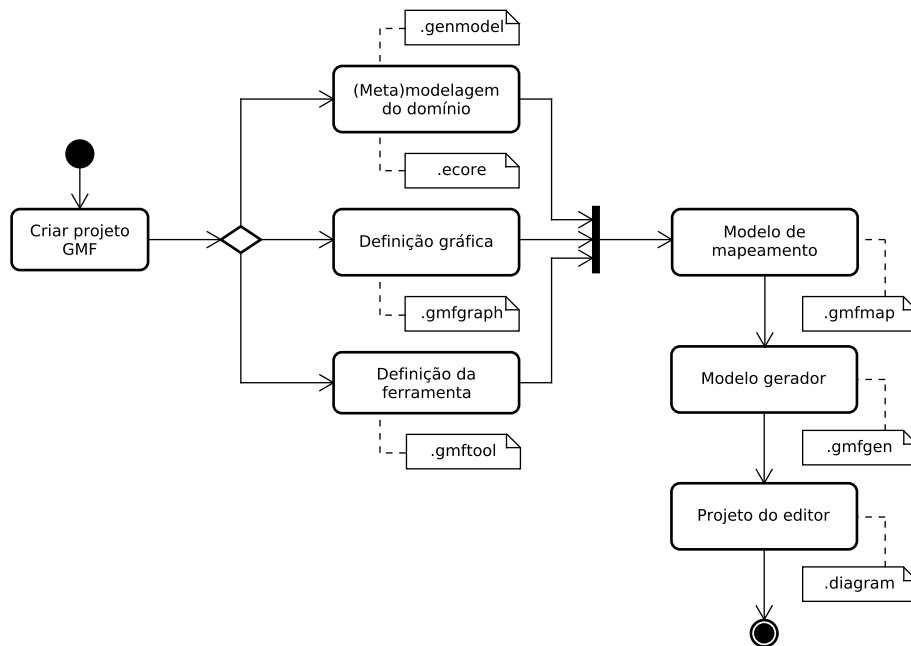 .genmodel
(Meta)modelagem
do domínio
.ecore
Criar projeto
GMF
Definição gráfica
.gmfgraph
Definição da
ferramenta
.gmftool
Modelo de
mapeamento
.gmfmap
Modelo gerador
.gmfgen
Projeto do editor
.diagram